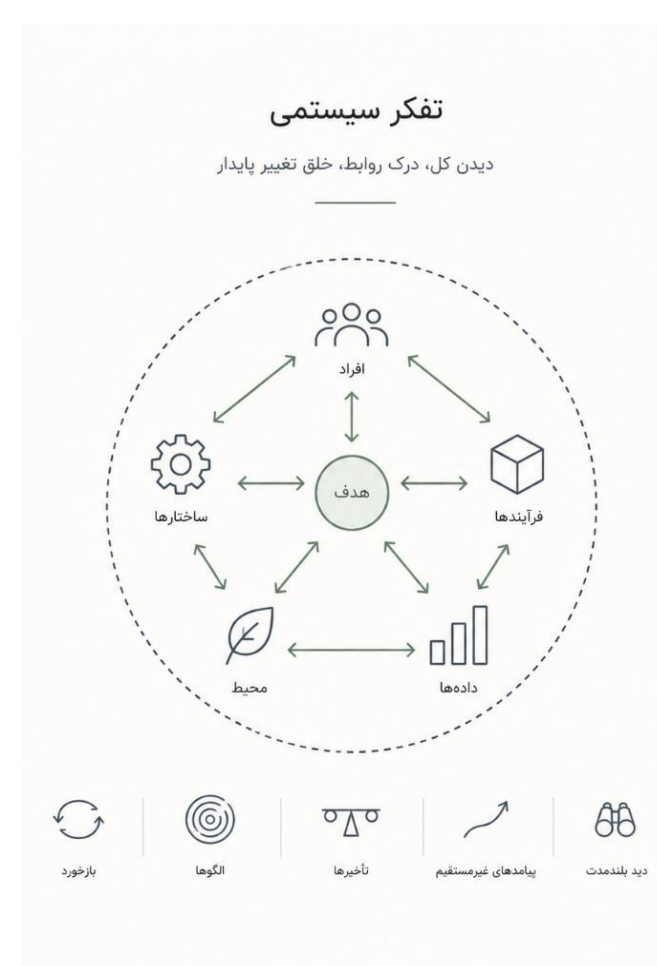 تفکر سیستمی
دیدن کل، درک روابط، خلق تغییر پایدار
افراد
هدف
فرآیندها
ساختارها
داده‌ها
محیط
دید بلندمدت
پیامدهای غیرمستقیم
تأخیرها
الگوها
بازخورد